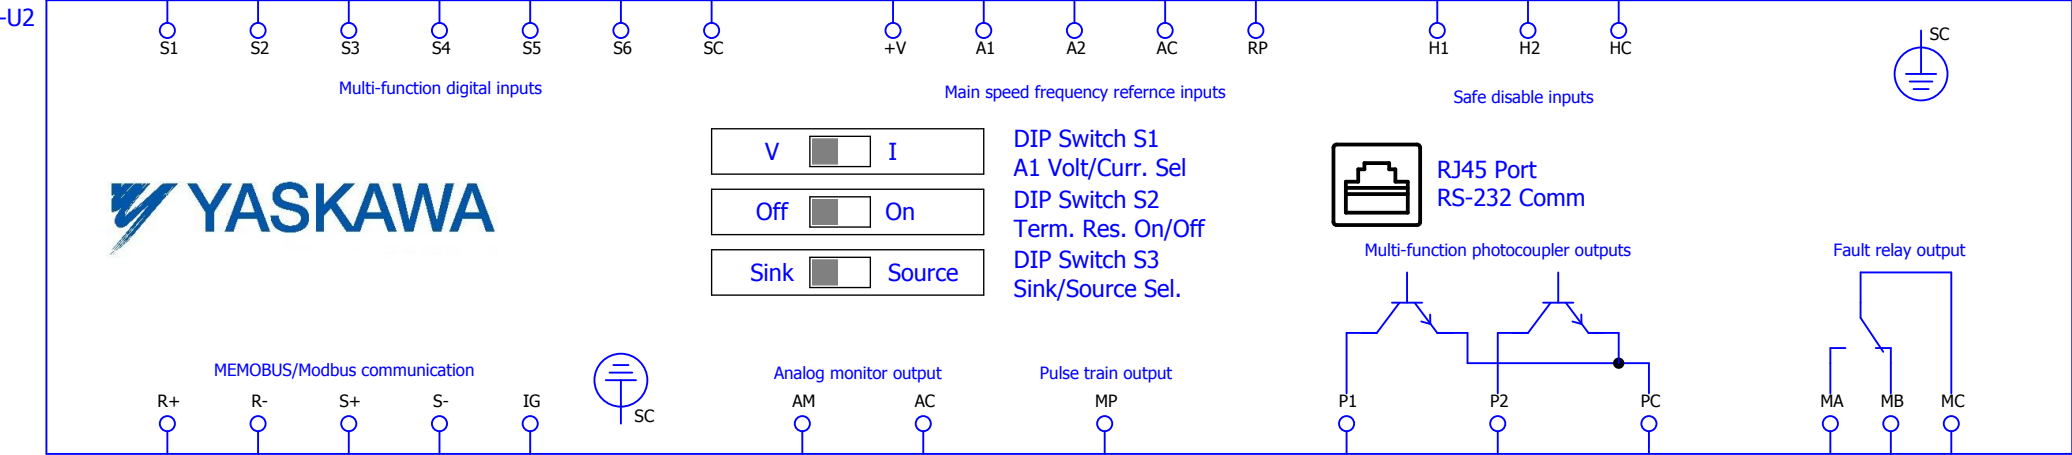 -U2
S1 S2 S3 S4 S5 S6 SC +V A1 A2 AC RP H1 H2 HC SC
Multi-function digital inputs
Main speed frequency refernce inputs
Safe disable inputs
V I
DIP Switch S1
A1 Volt/Curr. Sel
Off On
DIP Switch S2
Term. Res. On/Off
Sink Source
DIP Switch S3
Sink/Source Sel.
YASKAWA
RJ45 Port
RS-232 Comm
Multi-function photocoupler outputs
Fault relay output
MEMOBUS/Modbus communication
Analog monitor output
Pulse train output
R+ R- S+ S- IG SC AM AC MP P1 P2 PC MA MB MC